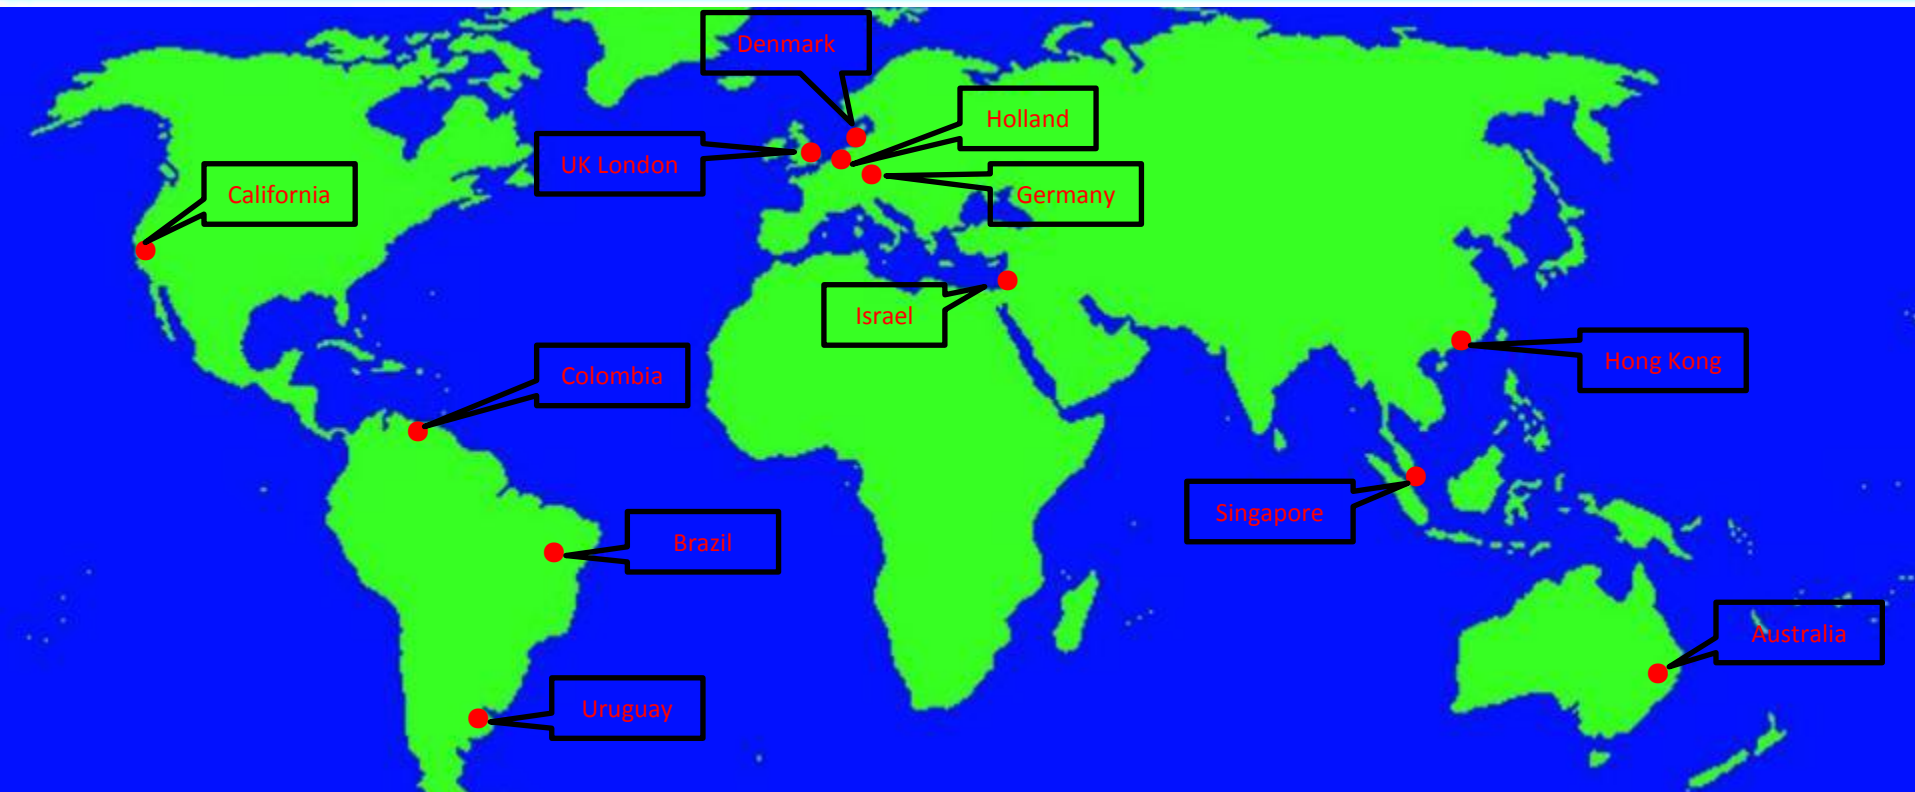 Denmark
Holland
UK London
California
Germany
Israel
Hong Kong
Colombia
Singapore
Brazil
Australia
Uruguay